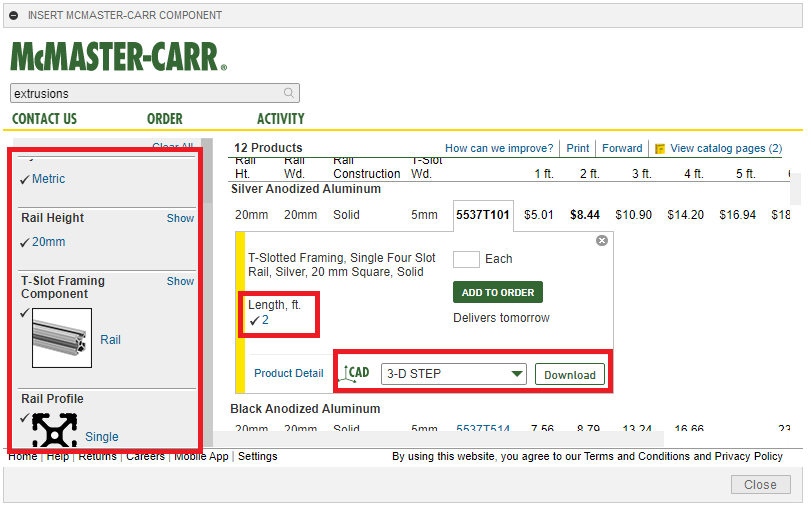 INSERT MCMASTER-CARR COMPONENT
McMASTER-CARR®
extrusions
CONTACT US ORDER ACTIVITY
Clear All
Metric
Rail Height Show
20mm
T-Slot Framing Component Show
Rail
Rail Profile
Single
12 Products How can we improve? Print Forward View catalog pages (2)
Rail Rail Rail T-Slot
Ht. Wd. Construction Wd. 1 ft. 2 ft. 3 ft. 4 ft. 5 ft.
Silver Anodized Aluminum
20mm 20mm Solid 5mm 5537T101 $5.01 $8.44 $10.90 $14.20 $16.94 $18
T-Slotted Framing, Single Four Slot
Rail, Silver, 20 mm Square, Solid
Each
Length, ft.
2
ADD TO ORDER
Delivers tomorrow
Product Detail CAD 3-D STEP Download
Black Anodized Aluminum
20mm 20mm Solid 5mm 5537T514 7.56 8.79 13.24 16.66 23
Home | Help | Returns | Careers | Mobile App | Settings By using this website, you agree to our Terms and Conditions and Privacy Policy
Close